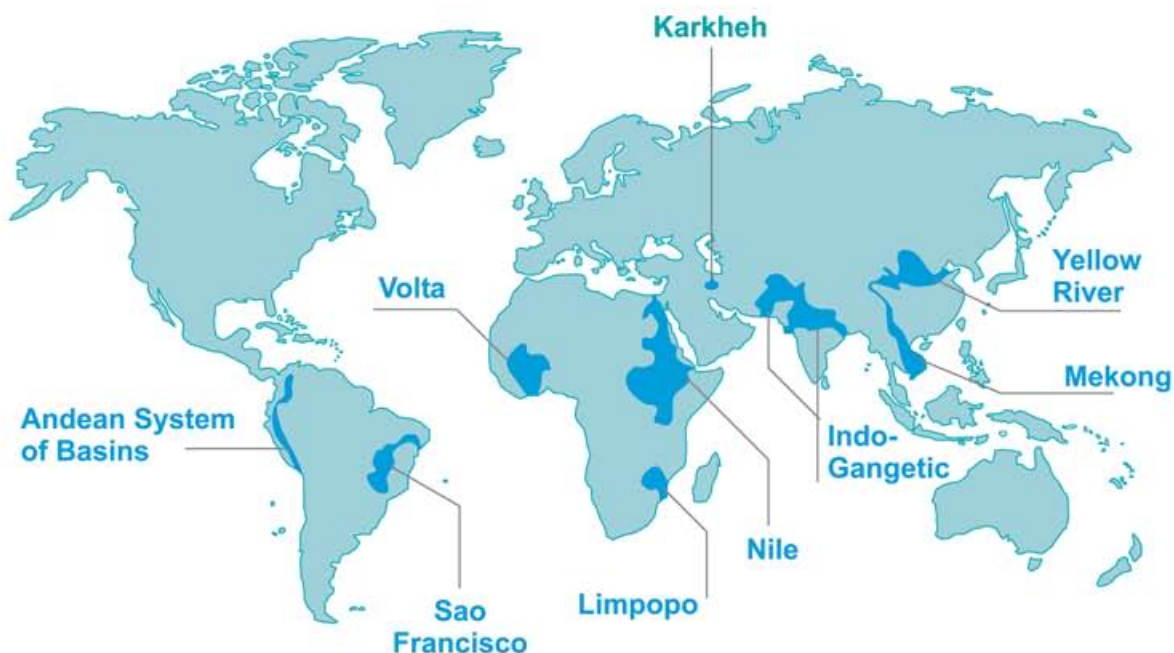 Karkheh
Yellow
River
Volta
Mekong
Andean System
of Basins
Indo-
Gangetic
Nile
Limpopo
Sao
Francisco